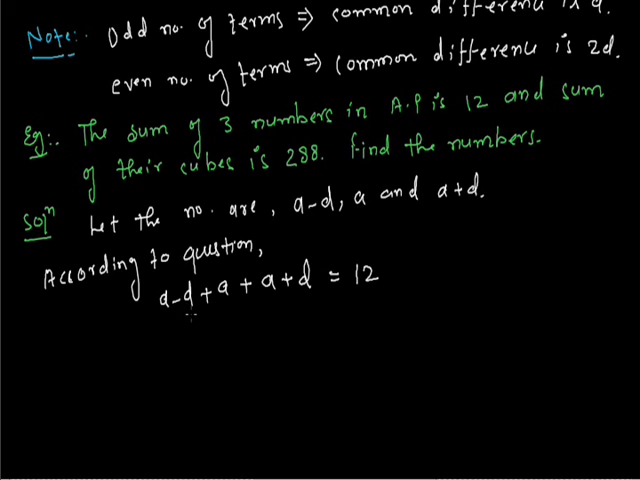 Note:- Odd no. of terms ⇒ common difference is d.
even no. of terms ⇒ common difference is 2d.
Eg:- The sum of 3 numbers in A.P is 12 and sum
of their cubes is 288. Find the numbers.
Solⁿ Let the no. are, a-d, a and a+d.
According to question,
a-d+a+a+d = 12